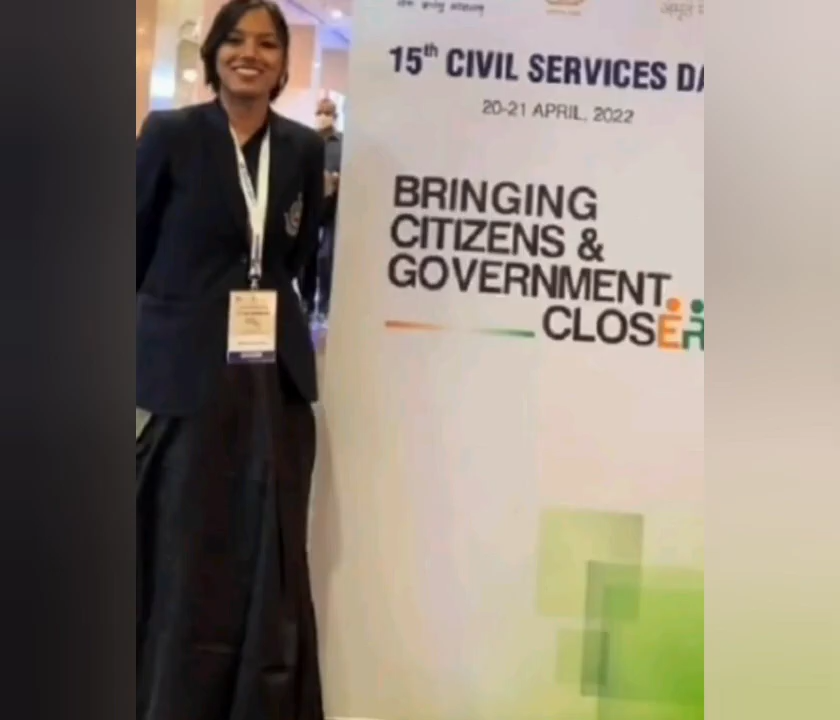 15th CIVIL SERVICES DA
20-21 APRIL, 2022
BRINGING
CITIZENS &
GOVERNMENT
CLOSER